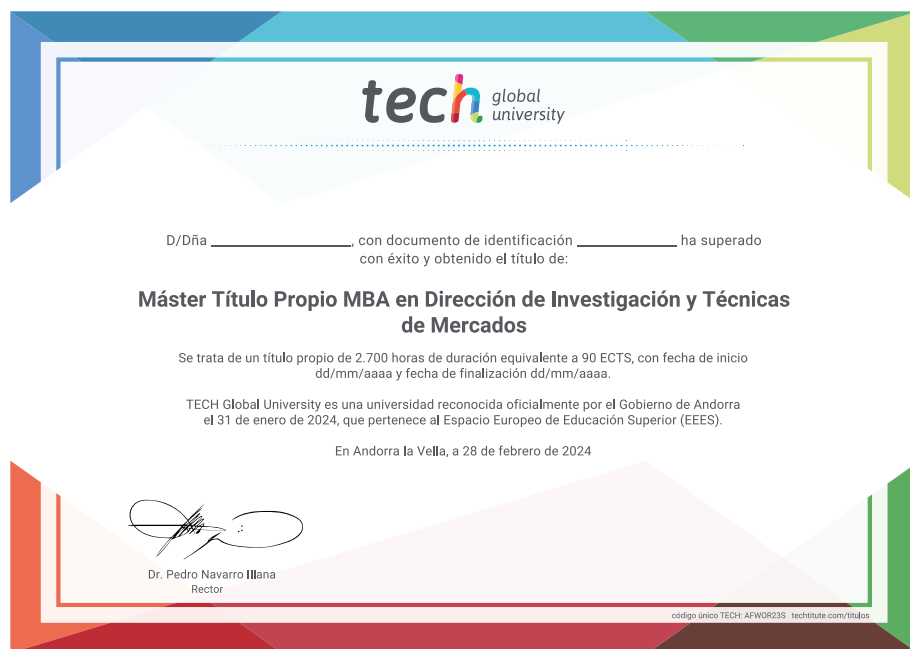 tech global university
D/Dña ________________, con documento de identificación ____________ ha superado
con éxito y obtenido el título de:
Máster Título Propio MBA en Dirección de Investigación y Técnicas
de Mercados
Se trata de un título propio de 2.700 horas de duración equivalente a 90 ECTS, con fecha de inicio
dd/mm/aaaa y fecha de finalización dd/mm/aaaa.
TECH Global University es una universidad reconocida oficialmente por el Gobierno de Andorra
el 31 de enero de 2024, que pertenece al Espacio Europeo de Educación Superior (EEES).
En Andorra la Vella, a 28 de febrero de 2024
Dr. Pedro Navarro Illana
Rector
código único TECH: AFWOR23S techtitute.com/titulos